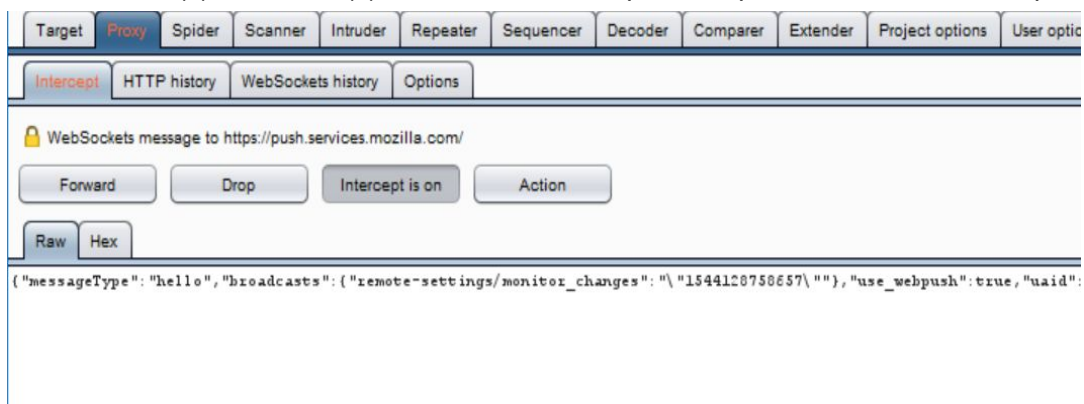 Target Proxy Spider Scanner Intruder Repeater Sequencer Decoder Comparer Extender Project options User optio
Intercept HTTP history WebSockets history Options
WebSockets message to https://push.services.mozilla.com/
Forward Drop Intercept is on Action
Raw Hex
{"messageType":"hello","broadcasts":{"remote-settings/monitor_changes":"\"1544128758657\""},"use_webpush":true,"uaid":